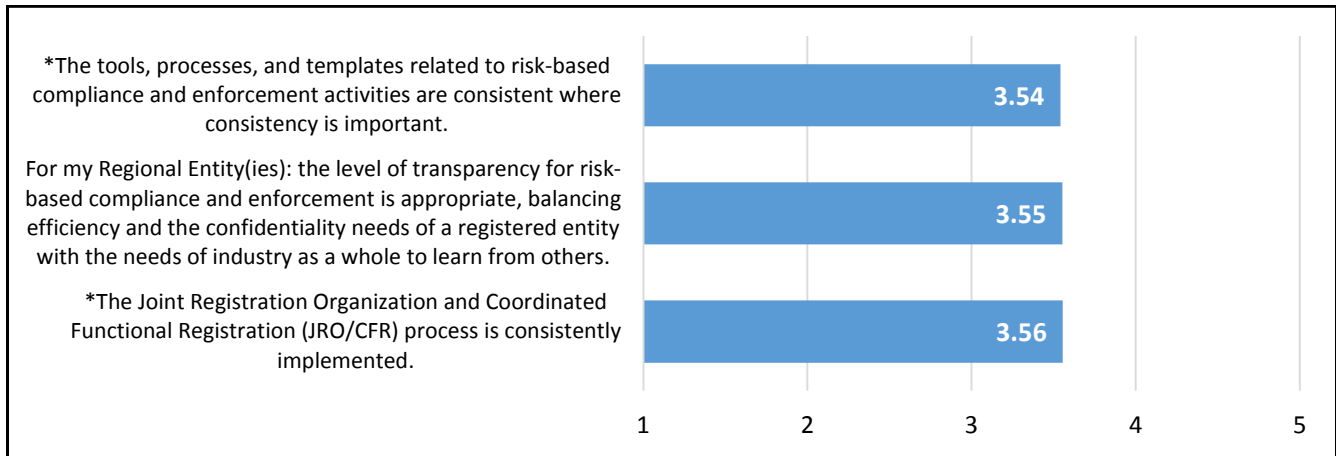 *The tools, processes, and templates related to risk-based
compliance and enforcement activities are consistent where
consistency is important.
3.54
For my Regional Entity(ies): the level of transparency for risk-
based compliance and enforcement is appropriate, balancing
efficiency and the confidentiality needs of a registered entity
with the needs of industry as a whole to learn from others.
3.55
*The Joint Registration Organization and Coordinated
Functional Registration (JRO/CFR) process is consistently
implemented.
3.56
1 2 3 4 5